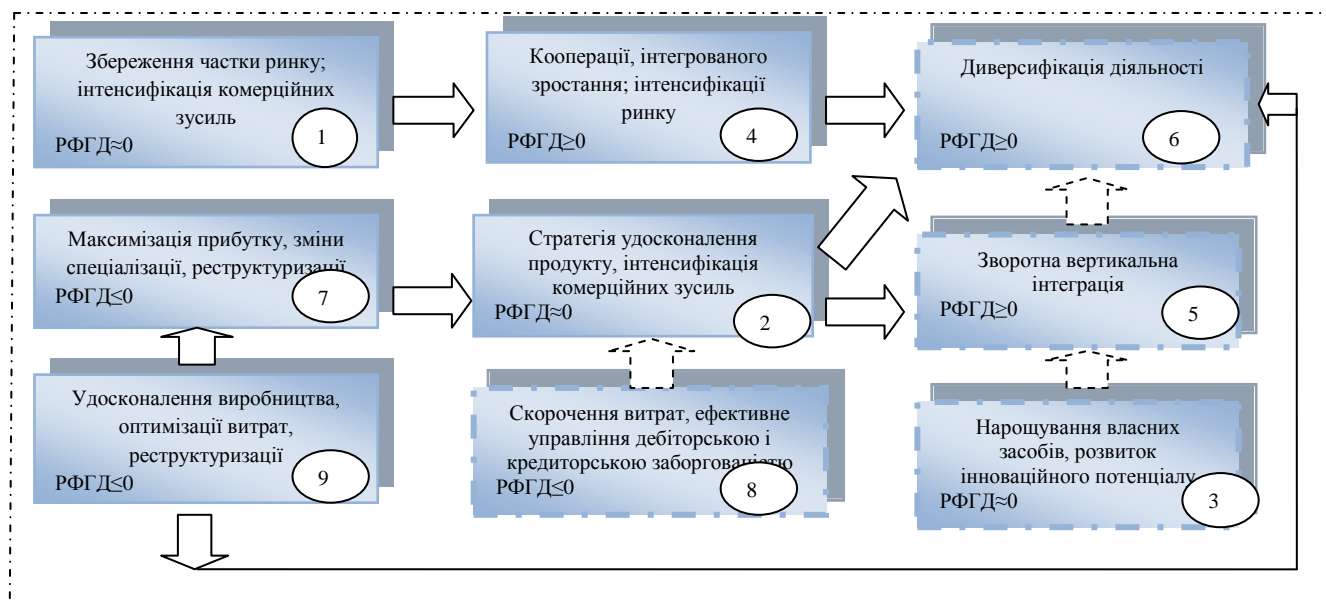 Збереження частки ринку;
інтенсифікація комерційних
зусиль
РФГД≈0
1
Кооперації, інтегрованого
зростання; інтенсифікації
ринку
РФГД≥0
4
Диверсифікація діяльності
РФГД≥0
6
Максимізація прибутку, зміни
спеціалізації, реструктуризації
РФГД≤0
7
Стратегія удосконалення
продукту, інтенсифікація
комерційних зусиль
РФГД≈0
2
Зворотна вертикальна
інтеграція
РФГД≥0
5
Удосконалення виробництва,
оптимізації витрат,
реструктуризації
РФГД≤0
9
Скорочення витрат, ефективне
управління дебіторською і
кредиторською заборгованістю
РФГД≤0
8
Нарощування власних
засобів, розвиток
інноваційного потенціалу
РФГД≈0
3